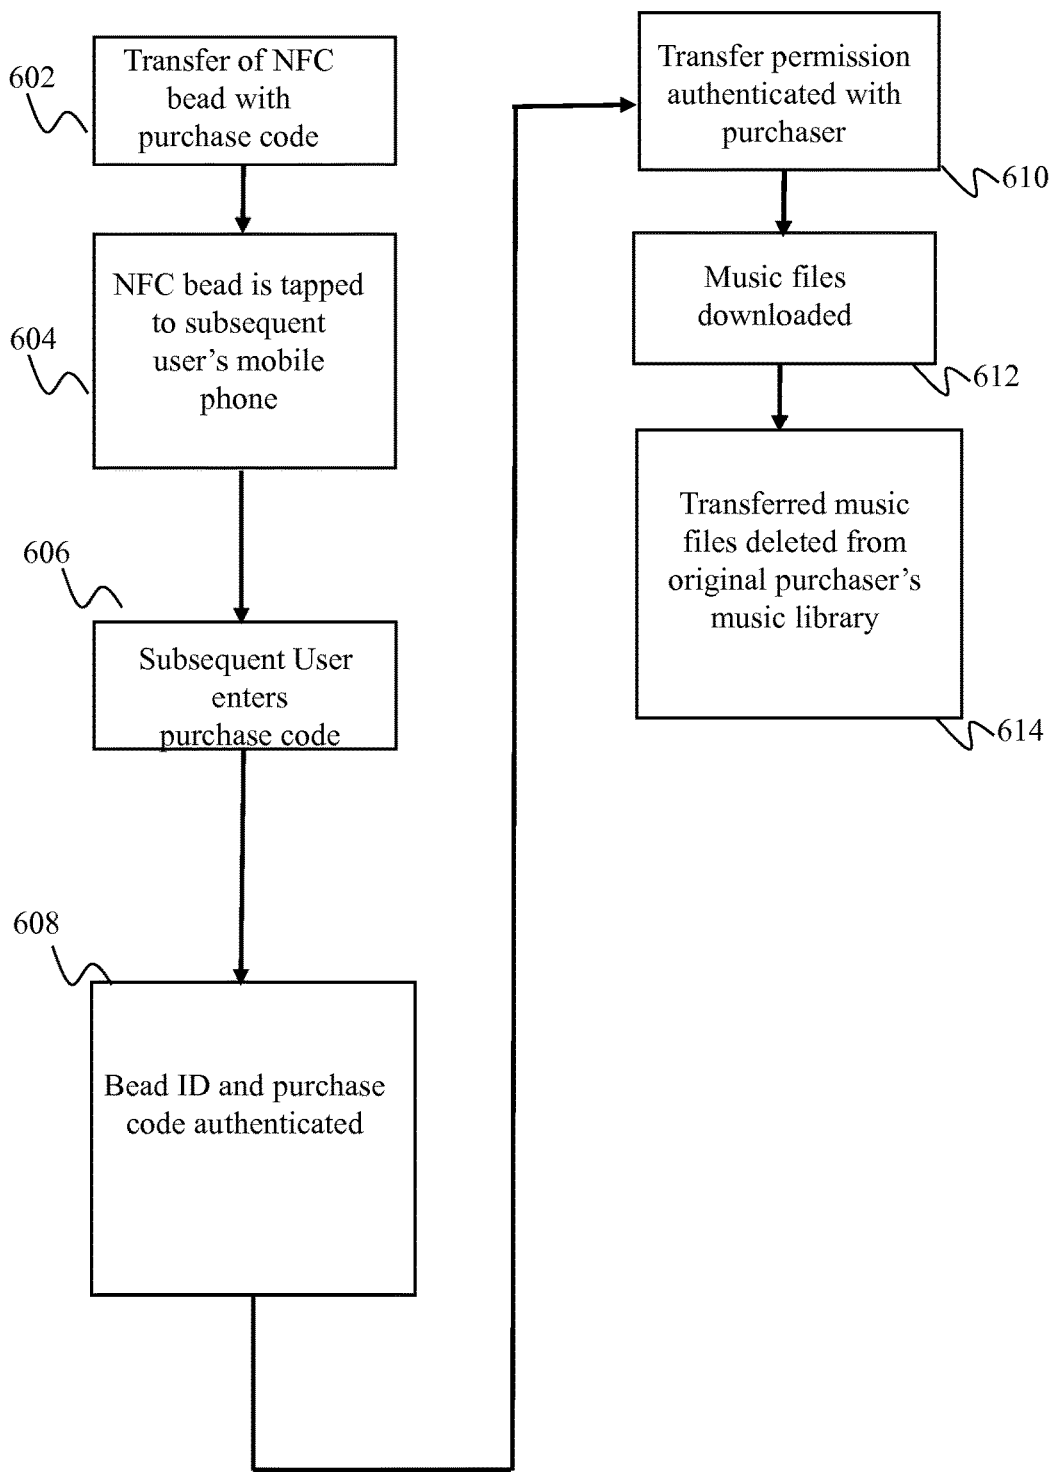 602
Transfer of NFC
bead with
purchase code
604
NFC bead is tapped
to subsequent
user's mobile
phone
606
Subsequent User
enters
purchase code
608
Bead ID and purchase
code authenticated
Transfer permission
authenticated with
purchaser
610
Music files
downloaded
612
Transferred music
files deleted from
original purchaser's
music library
614